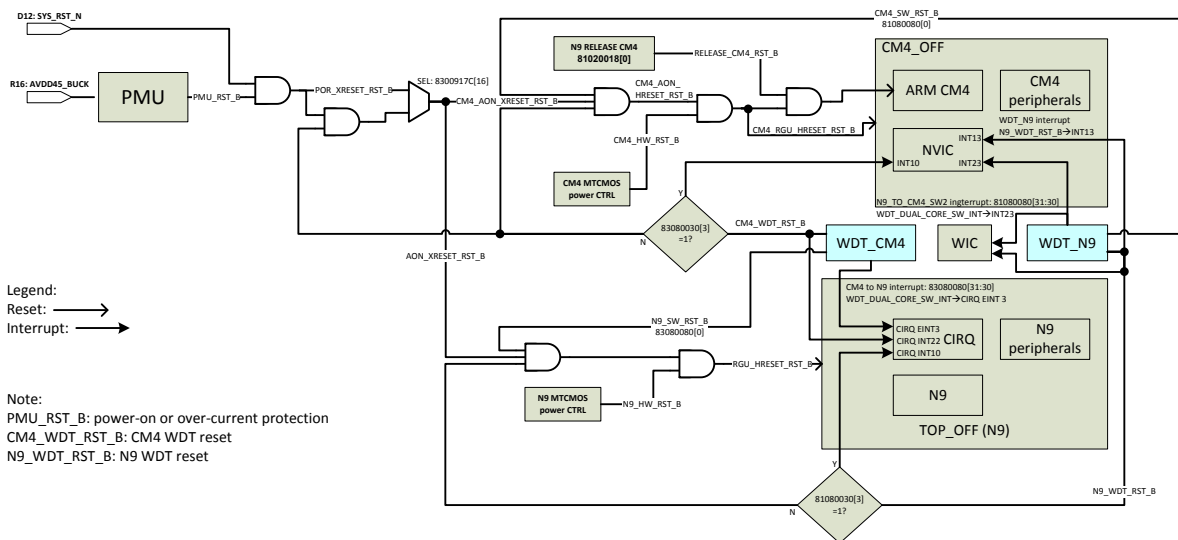 D12: SYS_RST_N
R16: AVDD45_BUCK
PMU
PMU_RST_B
POR_XRESET_RST_B
SEL: 8300917C[16]
CM4_AON_XRESET_RST_B
N9 RELEASE CM4
81020018[0]
RELEASE_CM4_RST_B
CM4_SW_RST_B
81080080[0]
CM4_AON_
HRESET_RST_B
CM4_HW_RST_B
CM4_RGU_HRESET_RST_B
CM4 MTCMOS
power CTRL
CM4_OFF
ARM CM4
CM4
peripherals
WDT_N9 interrupt
N9_WDT_RST_B→INT13
NVIC
INT13
INT23
INT10
N9_TO_CM4_SW2 ingterrupt: 81080080[31:30]
WDT_DUAL_CORE_SW_INT→INT23
Y
83080030[3]
=1?
N
CM4_WDT_RST_B
WDT_CM4
WIC
WDT_N9
AON_XRESET_RST_B
Legend:
Reset:
Interrupt:
N9_SW_RST_B
83080080[0]
CM4 to N9 interrupt: 83080080[31:30]
WDT_DUAL_CORE_SW_INT→CIRQ EINT 3
CIRQ EINT3
CIRQ INT22
CIRQ INT10
CIRQ
N9
peripherals
RGU_HRESET_RST_B
N9 MTCMOS
power CTRL
N9_HW_RST_B
N9
TOP_OFF (N9)
Note:
PMU_RST_B: power-on or over-current protection
CM4_WDT_RST_B: CM4 WDT reset
N9_WDT_RST_B: N9 WDT reset
Y
81080030[3]
=1?
N
N9_WDT_RST_B